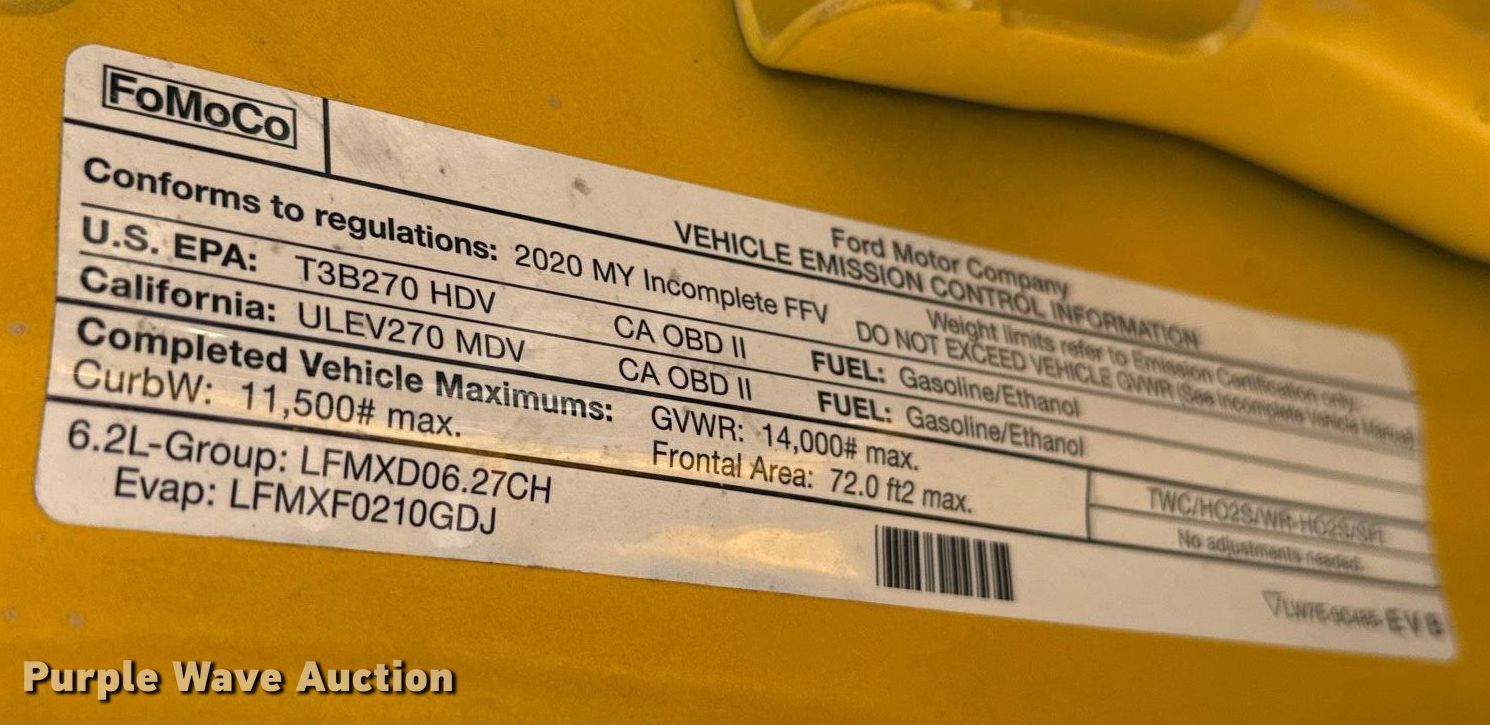 FoMoCo
Ford Motor Company
VEHICLE EMISSION CONTROL INFORMATION
Conforms to regulations: 2020 MY Incomplete FFV
Weight limits refer to Emission Certification only.
DO NOT EXCEED VEHICLE GVWR (See Incomplete Vehicle Manual)
U.S. EPA: T3B270 HDV CA OBD II FUEL: Gasoline/Ethanol
California: ULEV270 MDV CA OBD II FUEL: Gasoline/Ethanol
Completed Vehicle Maximums: GVWR: 14,000# max.
CurbW: 11,500# max. Frontal Area: 72.0 ft2 max.
TWC/HO2S/WR-HO2S/SFI
No adjustments needed.
6.2L-Group: LFMXD06.27CH
Evap: LFMXF0210GDJ
EVB
Purple Wave Auction